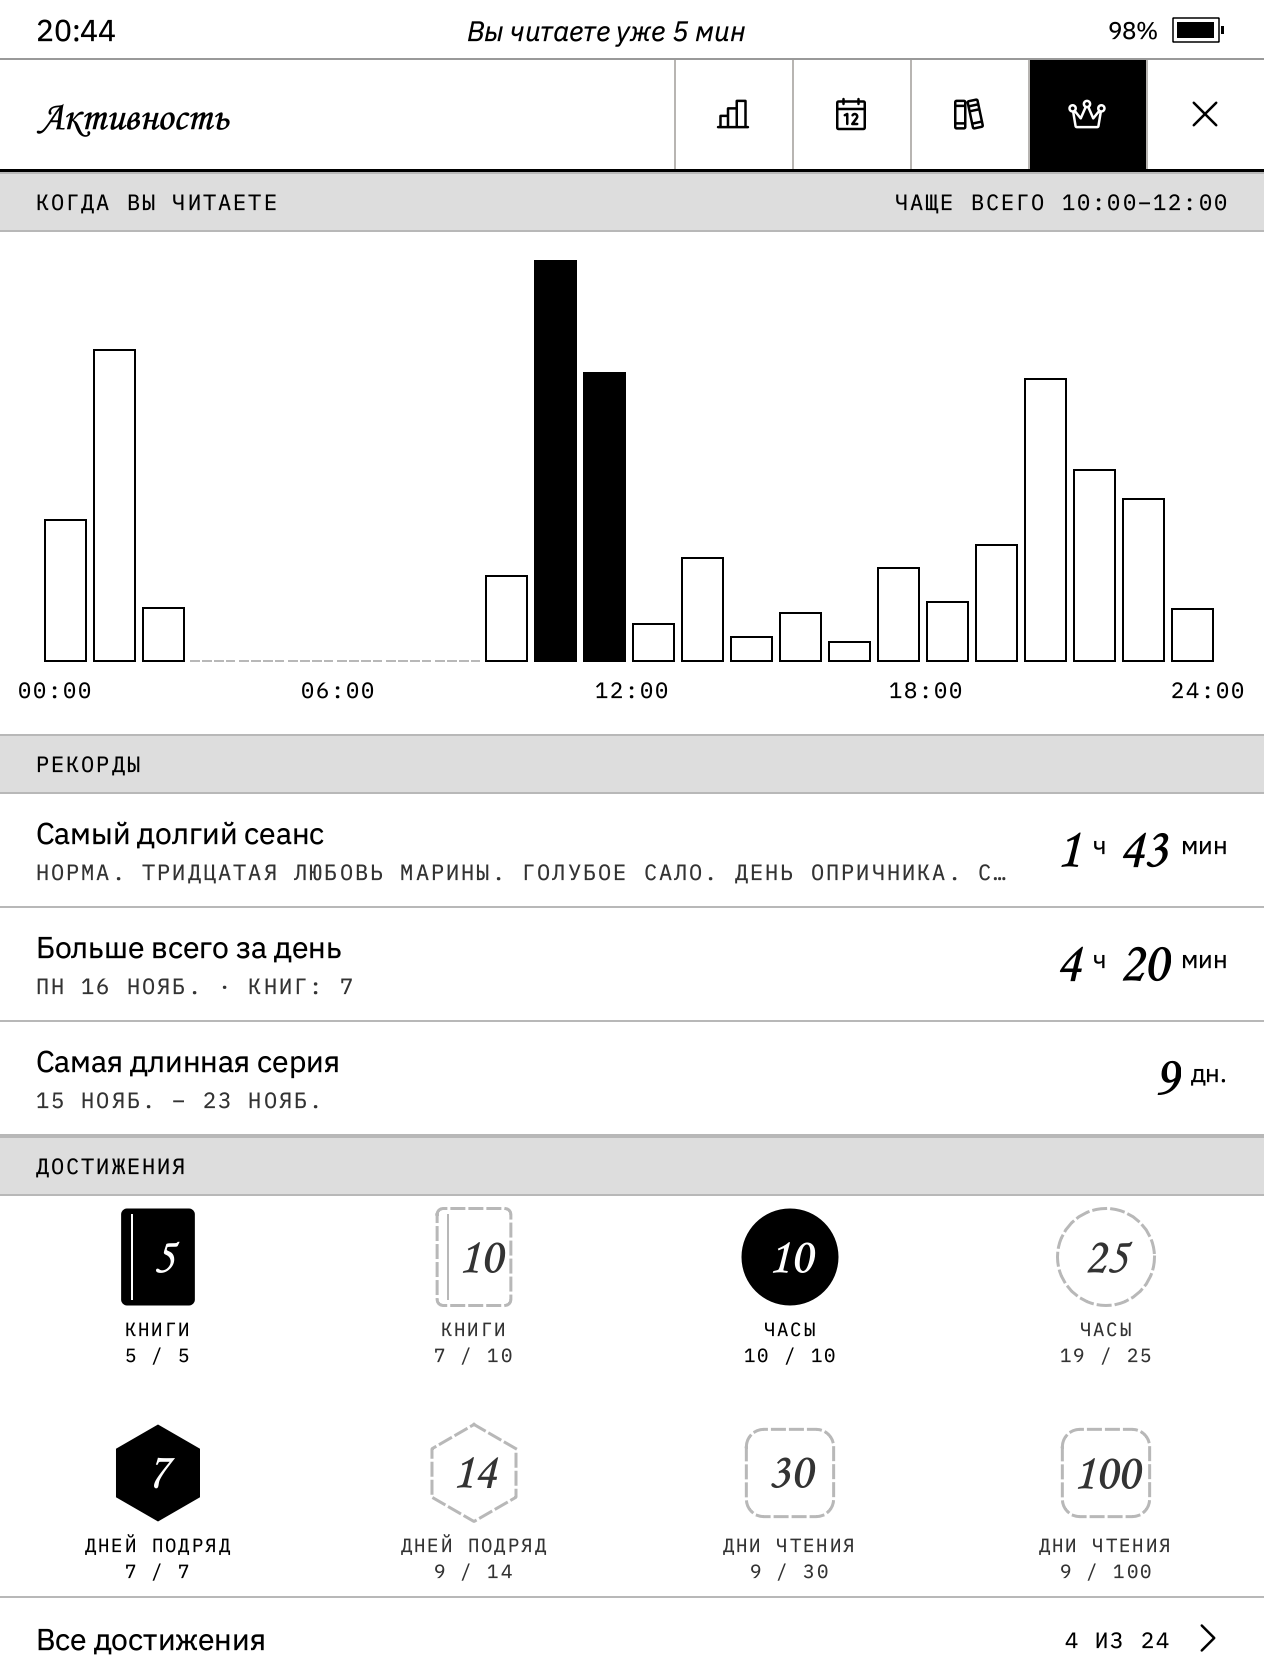 20:44 Вы читаете уже 5 мин 98%
Активность 12
КОГДА ВЫ ЧИТАЕТЕ ЧАЩЕ ВСЕГО 10:00–12:00
00:00 06:00 12:00 18:00 24:00
РЕКОРДЫ
Самый долгий сеанс 1 ч 43 мин
НОРМА. ТРИДЦАТАЯ ЛЮБОВЬ МАРИНЫ. ГОЛУБОЕ САЛО. ДЕНЬ ОПРИЧНИКА. С…
Больше всего за день 4 ч 20 мин
ПН 16 НОЯБ. · КНИГ: 7
Самая длинная серия 9 дн.
15 НОЯБ. – 23 НОЯБ.
ДОСТИЖЕНИЯ
5 10 10 25
КНИГИ КНИГИ ЧАСЫ ЧАСЫ
5 / 5 7 / 10 10 / 10 19 / 25
7 14 30 100
ДНЕЙ ПОДРЯД ДНЕЙ ПОДРЯД ДНИ ЧТЕНИЯ ДНИ ЧТЕНИЯ
7 / 7 9 / 14 9 / 30 9 / 100
Все достижения 4 ИЗ 24